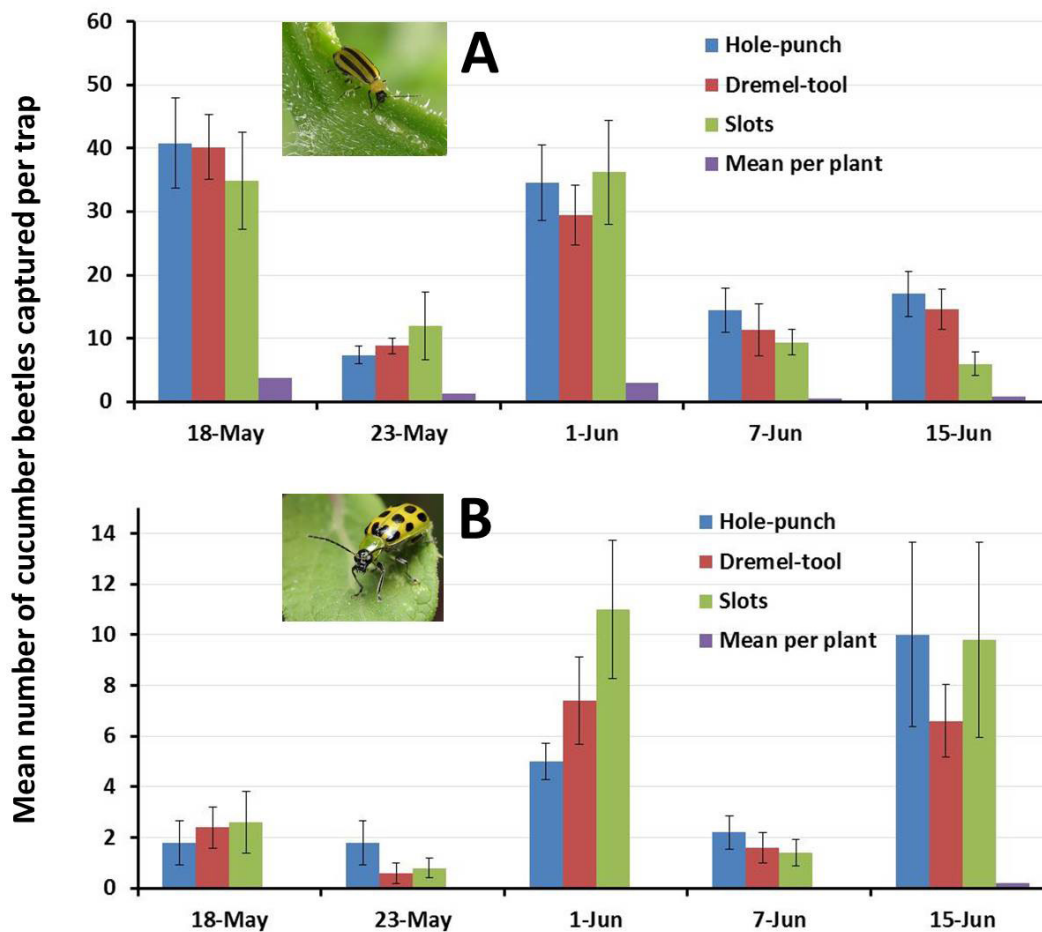 Mean number of cucumber beetles captured per trap
A
Hole-punch
Dremel-tool
Slots
Mean per plant
60
50
40
30
20
10
0
18-May 23-May 1-Jun 7-Jun 15-Jun
B
Hole-punch
Dremel-tool
Slots
Mean per plant
14
12
10
8
6
4
2
0
18-May 23-May 1-Jun 7-Jun 15-Jun